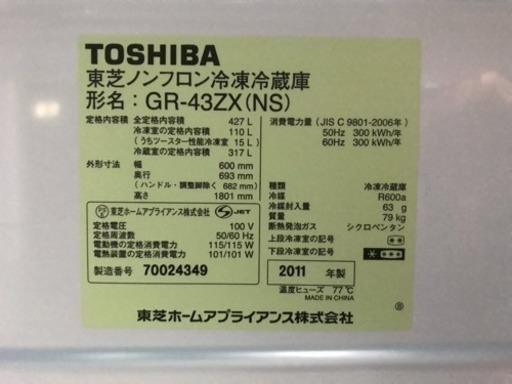 TOSHIBA
東芝ノンフロン冷凍冷蔵庫
形名：GR-43ZX(NS)
定格内容積 全定格内容積 427 L
冷凍室の定格内容積 110 L
(うちツースター性能冷凍室 15 L)
冷蔵室の定格内容積 317 L
外形寸法 幅 600 mm
奥行 693 mm
(ハンドル・調整脚除く 682 mm)
高さ 1801 mm
東芝ホームアプライアンス株式会社 S-JET
定格電圧 100 V
定格周波数 50/60 Hz
電動機の定格消費電力 115/115 W
電熱装置の定格消費電力 101/101 W
製造番号 70024349
消費電力量 (JIS C 9801-2006年)
50Hz 300 kWh/年
60Hz 300 kWh/年
種類 冷凍冷蔵庫
冷媒 R600a
冷媒封入量 63 g
質量 79 kg
断熱発泡ガス シクロペンタン
上段冷凍室の記号
下段冷凍室の記号
2011 年製
温度ヒューズ 77℃
MADE IN CHINA
東芝ホームアプライアンス株式会社